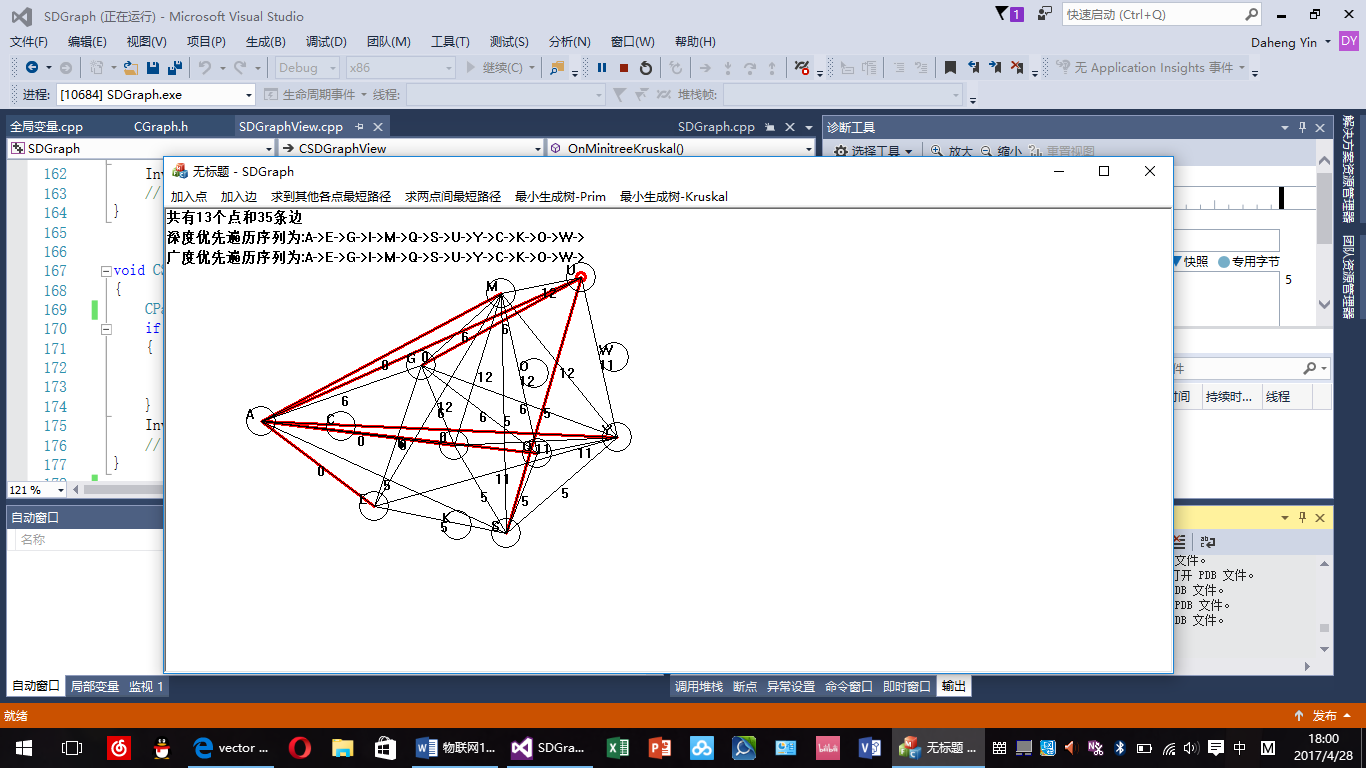 SDGraph (正在运行) - Microsoft Visual Studio
1
快速启动 (Ctrl+Q)
文件(F) 编辑(E) 视图(V) 项目(P) 生成(B) 调试(D) 团队(M) 工具(T) 测试(S) 分析(N) 窗口(W) 帮助(H)
Daheng Yin
DY
Debug
x86
继续(C)
无 Application Insights 事件
进程: [10684] SDGraph.exe
生命周期事件
线程:
堆栈帧:
全局变量.cpp CGraph.h SDGraphView.cpp SDGraph.cpp
诊断工具
SDGraph
CSDGraphView
OnMinitreeKruskal()
选择工具 放大 缩小 重置视图
解决方案资源管理器
团队资源管理器
162
163
164
165
166
167
168
169
170
171
172
173
174
175
176
177
Inv
//
}
void CS
{
CPa
if
{
}
Inv
//
}
121 %
无标题 - SDGraph
加入点 加入边 求到其他各点最短路径 求两点间最短路径 最小生成树-Prim 最小生成树-Kruskal
共有13个点和35条边
深度优先遍历序列为:A->E->G->I->M->Q->S->U->Y->C->K->O->W->
广度优先遍历序列为:A->E->G->I->M->Q->S->U->Y->C->K->O->W->
U
M
12
6
6
W
11
G
0
0
O
12
12
12
6
A
C
12
6
6
5
5
Y
0
0
11
11
0
5
11
E
5
5
5
K
5
S
快照
专用字节
5
件
时间 持续时... 线程
文件。
打开 PDB 文件。
DB 文件。
PDB 文件。
DB 文件。
自动窗口
名称
自动窗口 局部变量 监视 1
调用堆栈 断点 异常设置 命令窗口 即时窗口 输出
就绪
发布
vector ...
物联网1...
SDGra...
无标题 ...
中
M
18:00
2017/4/28